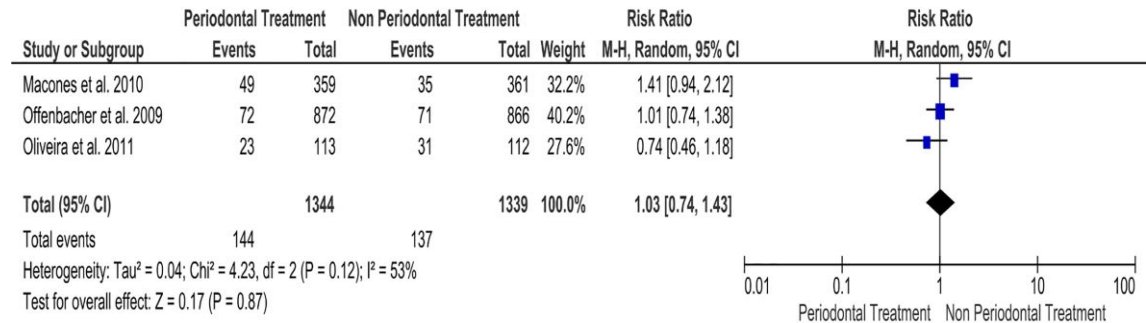 Periodontal Treatment Non Periodontal Treatment Risk Ratio Risk Ratio
Study or Subgroup Events Total Events Total Weight M-H, Random, 95% CI M-H, Random, 95% CI
Macones et al. 2010 49 359 35 361 32.2% 1.41 [0.94, 2.12]
Offenbacher et al. 2009 72 872 71 866 40.2% 1.01 [0.74, 1.38]
Oliveira et al. 2011 23 113 31 112 27.6% 0.74 [0.46, 1.18]
Total (95% CI) 1344 1339 100.0% 1.03 [0.74, 1.43]
Total events 144 137
Heterogeneity: Tau² = 0.04; Chi² = 4.23, df = 2 (P = 0.12); I² = 53%
Test for overall effect: Z = 0.17 (P = 0.87)
0.01 0.1 1 10 100
Periodontal Treatment Non Periodontal Treatment